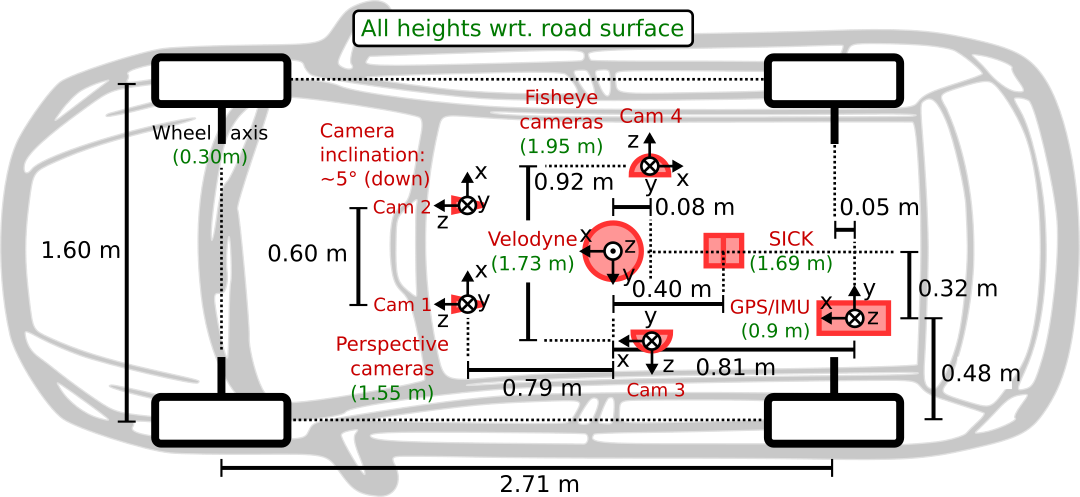 All heights wrt. road surface
Fisheye
cameras
(1.95 m)
Cam 4
z
x
y
Wheel axis
(0.30m)
Camera
inclination:
~5° (down)
x
Cam 2
y
z
0.92 m
0.08 m
0.05 m
1.60 m
0.60 m
Velodyne
(1.73 m)
x
z
y
SICK
(1.69 m)
0.40 m
0.32 m
x
Cam 1
y
z
GPS/IMU
(0.9 m)
y
x
z
Perspective
cameras
(1.55 m)
y
x
z
Cam 3
0.79 m
0.81 m
0.48 m
2.71 m